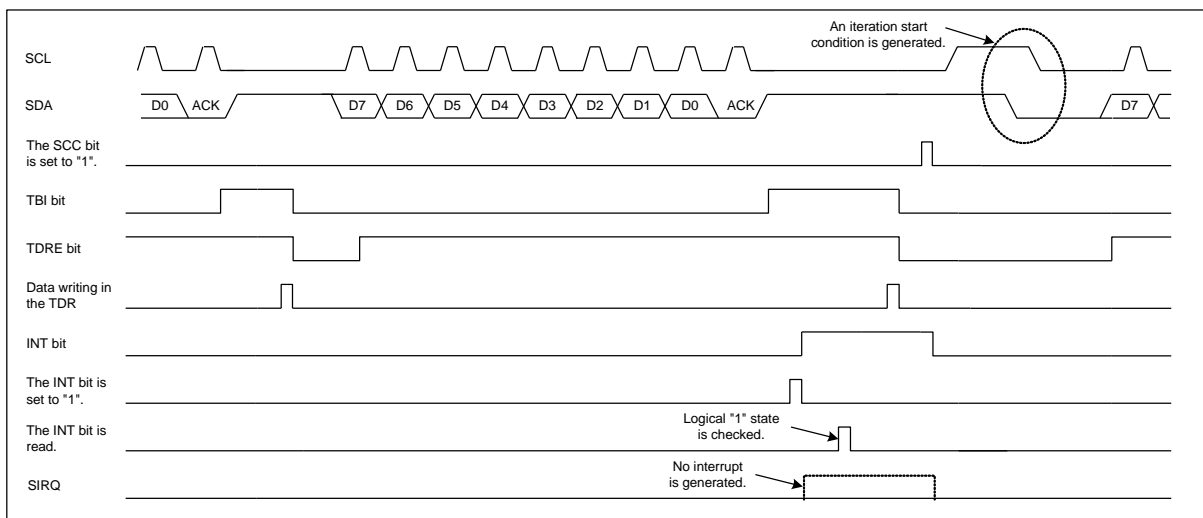 An iteration start
condition is generated.
SCL
SDA
D0 ACK D7 D6 D5 D4 D3 D2 D1 D0 ACK D7
The SCC bit
is set to "1".
TBI bit
TDRE bit
Data writing in
the TDR
INT bit
The INT bit is
set to "1".
The INT bit is
read.
Logical "1" state
is checked.
No interrupt
is generated.
SIRQ